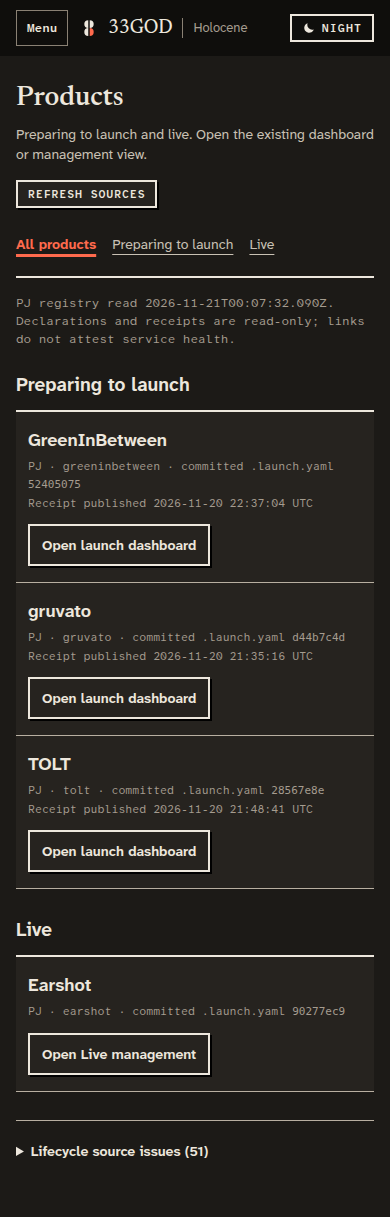 Menu
33GOD
Holocene
NIGHT
Products
Preparing to launch and live. Open the existing dashboard
or management view.
REFRESH SOURCES
All products
Preparing to launch
Live
PJ registry read 2026-11-21T00:07:32.090Z.
Declarations and receipts are read-only; links
do not attest service health.
Preparing to launch
GreenInBetween
PJ · greeninbetween · committed .launch.yaml
52405075
Receipt published 2026-11-20 22:37:04 UTC
Open launch dashboard
gruvato
PJ · gruvato · committed .launch.yaml d44b7c4d
Receipt published 2026-11-20 21:35:16 UTC
Open launch dashboard
TOLT
PJ · tolt · committed .launch.yaml 28567e8e
Receipt published 2026-11-20 21:48:41 UTC
Open launch dashboard
Live
Earshot
PJ · earshot · committed .launch.yaml 90277ec9
Open Live management
Lifecycle source issues (51)